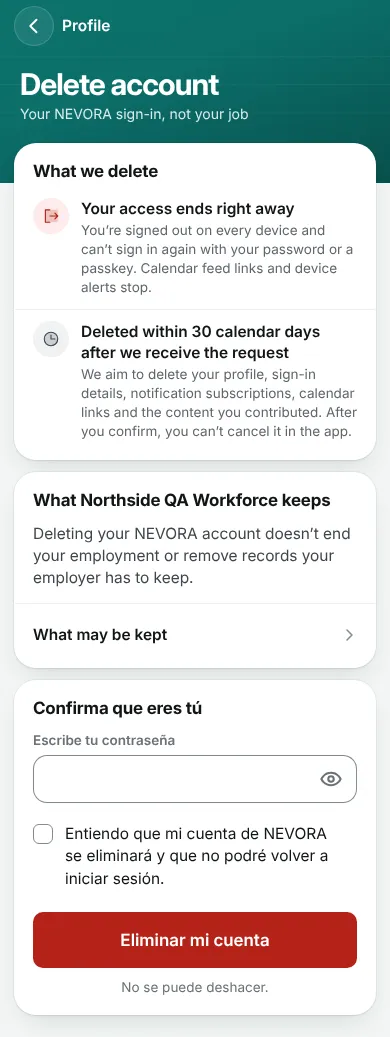 Profile
Delete account
Your NEVORA sign-in, not your job
What we delete
Your access ends right away
You’re signed out on every device and
can’t sign in again with your password or a
passkey. Calendar feed links and device
alerts stop.
Deleted within 30 calendar days
after we receive the request
We aim to delete your profile, sign-in
details, notification subscriptions, calendar
links and the content you contributed. After
you confirm, you can’t cancel it in the app.
What Northside QA Workforce keeps
Deleting your NEVORA account doesn’t end
your employment or remove records your
employer has to keep.
What may be kept
Confirma que eres tú
Escribe tu contraseña
Entiendo que mi cuenta de NEVORA
se eliminará y que no podré volver a
iniciar sesión.
Eliminar mi cuenta
No se puede deshacer.